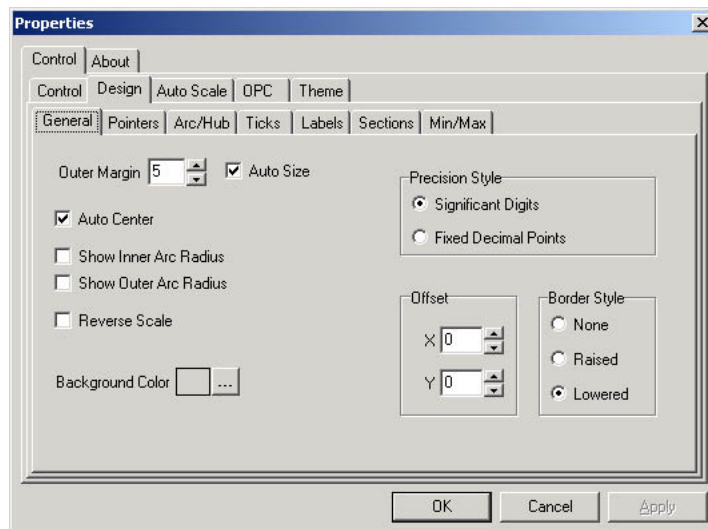 Properties
Control About
Control Design Auto Scale OPC Theme
General Pointers Arc/Hub Ticks Labels Sections Min/Max
Outer Margin 5 Auto Size
Auto Center
Show Inner Arc Radius
Show Outer Arc Radius
Reverse Scale
Background Color ...
Precision Style
Significant Digits
Fixed Decimal Points
Offset
X 0
Y 0
Border Style
None
Raised
Lowered
OK Cancel Apply